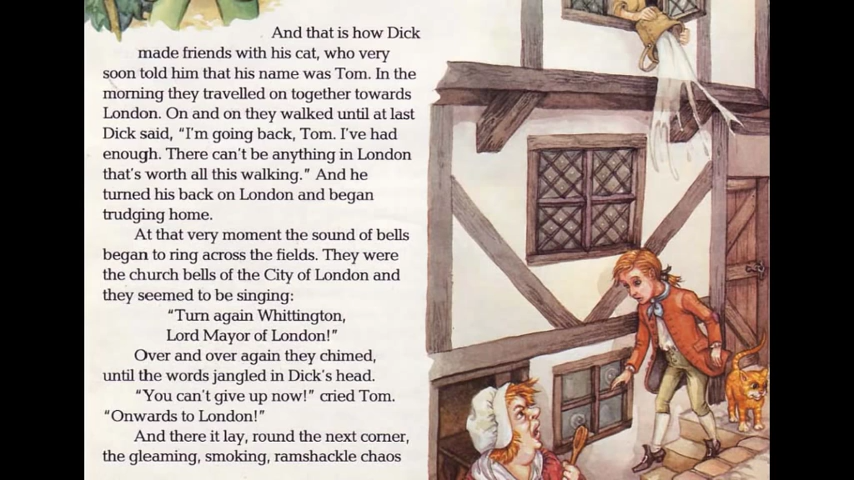 And that is how Dick
made friends with his cat, who very
soon told him that his name was Tom. In the
morning they travelled on together towards
London. On and on they walked until at last
Dick said, “I'm going back, Tom. I've had
enough. There can't be anything in London
that's worth all this walking.” And he
turned his back on London and began
trudging home.
At that very moment the sound of bells
began to ring across the fields. They were
the church bells of the City of London and
they seemed to be singing:
“Turn again Whittington,
Lord Mayor of London!”
Over and over again they chimed,
until the words jangled in Dick's head.
“You can't give up now!” cried Tom.
“Onwards to London!”
And there it lay, round the next corner,
the gleaming, smoking, ramshackle chaos